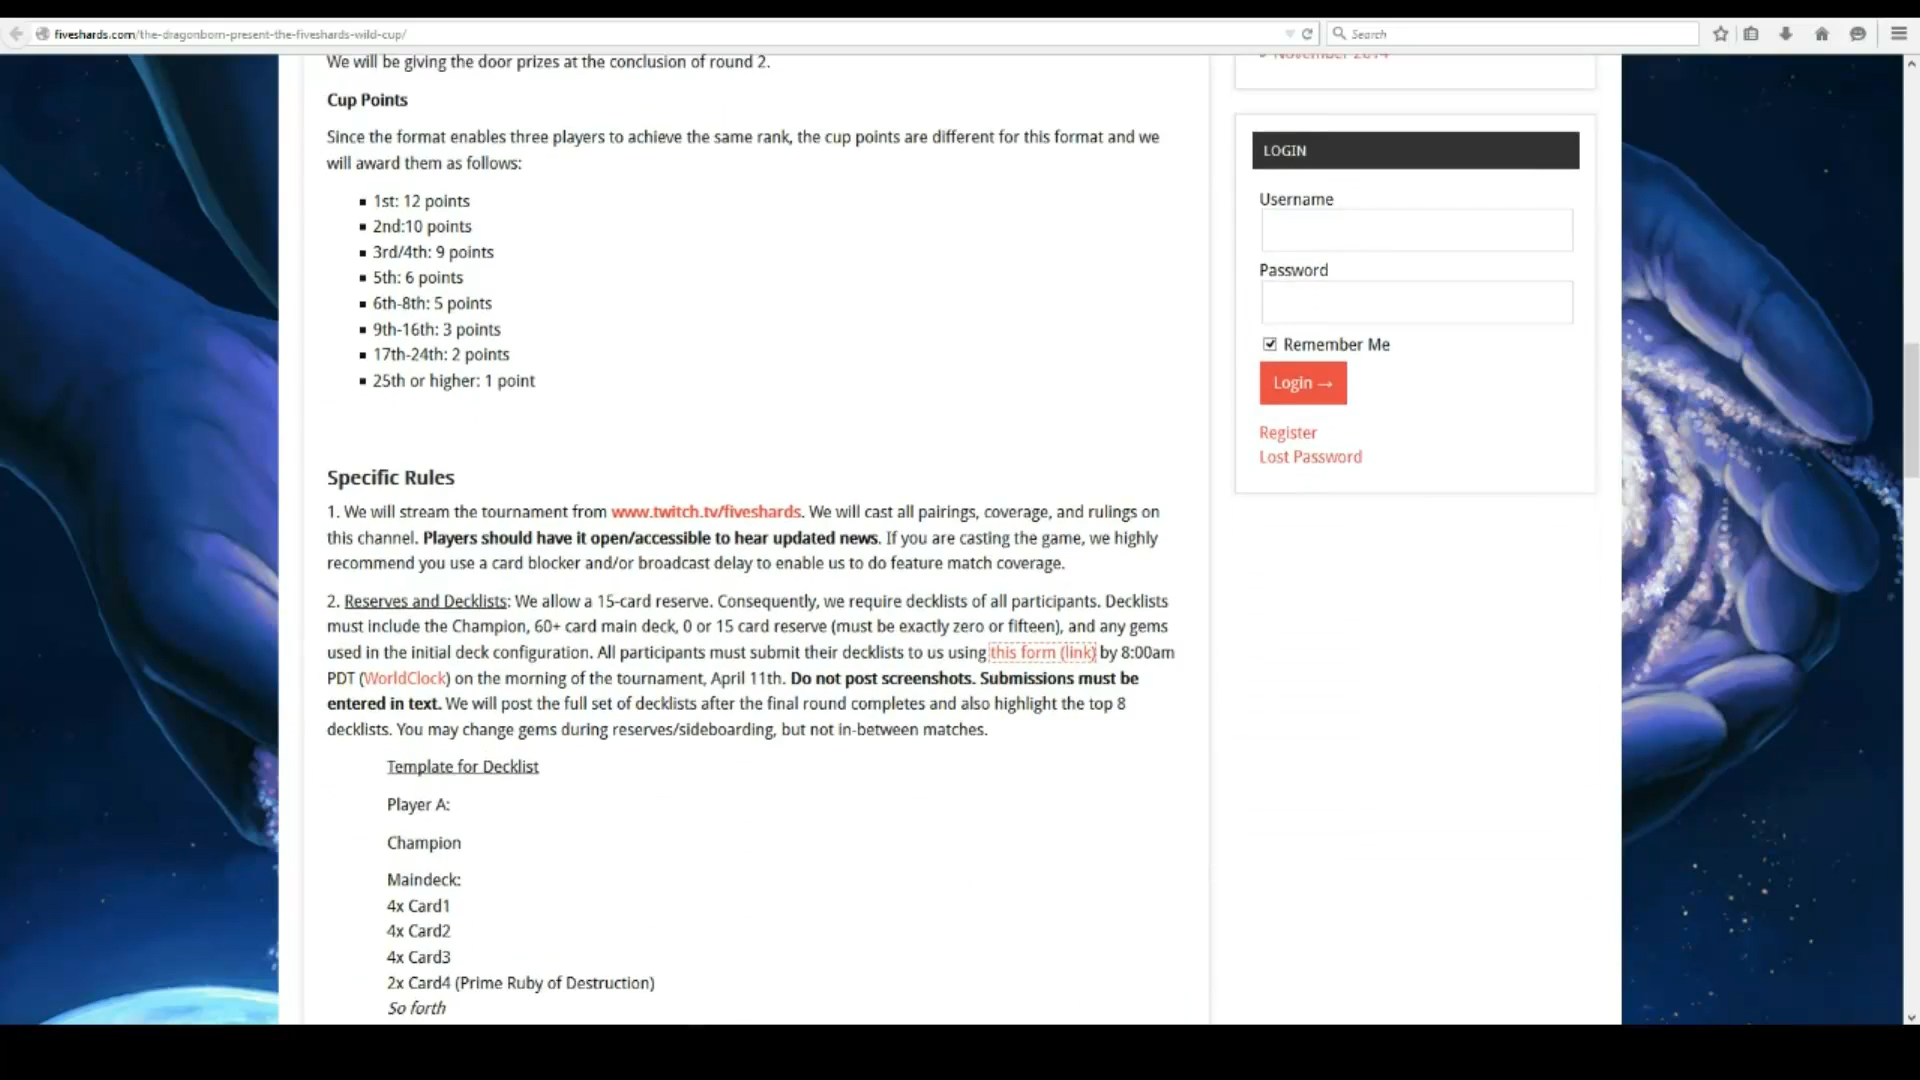 fiveshards.com/the-dragonborn-present-the-fiveshards-wild-cup/
Search
We will be giving the door prizes at the conclusion of round 2.
Cup Points
Since the format enables three players to achieve the same rank, the cup points are different for this format and we
will award them as follows:
1st: 12 points
2nd:10 points
3rd/4th: 9 points
5th: 6 points
6th-8th: 5 points
9th-16th: 3 points
17th-24th: 2 points
25th or higher: 1 point
Specific Rules
1. We will stream the tournament from www.twitch.tv/fiveshards. We will cast all pairings, coverage, and rulings on
this channel. Players should have it open/accessible to hear updated news. If you are casting the game, we highly
recommend you use a card blocker and/or broadcast delay to enable us to do feature match coverage.
2. Reserves and Decklists: We allow a 15-card reserve. Consequently, we require decklists of all participants. Decklists
must include the Champion, 60+ card main deck, 0 or 15 card reserve (must be exactly zero or fifteen), and any gems
used in the initial deck configuration. All participants must submit their decklists to us using this form (link) by 8:00am
PDT (WorldClock) on the morning of the tournament, April 11th. Do not post screenshots. Submissions must be
entered in text. We will post the full set of decklists after the final round completes and also highlight the top 8
decklists. You may change gems during reserves/sideboarding, but not in-between matches.
Template for Decklist
Player A:
Champion
Maindeck:
4x Card1
4x Card2
4x Card3
2x Card4 (Prime Ruby of Destruction)
So forth
November 2014
LOGIN
Username
Password
Remember Me
Login →
Register
Lost Password